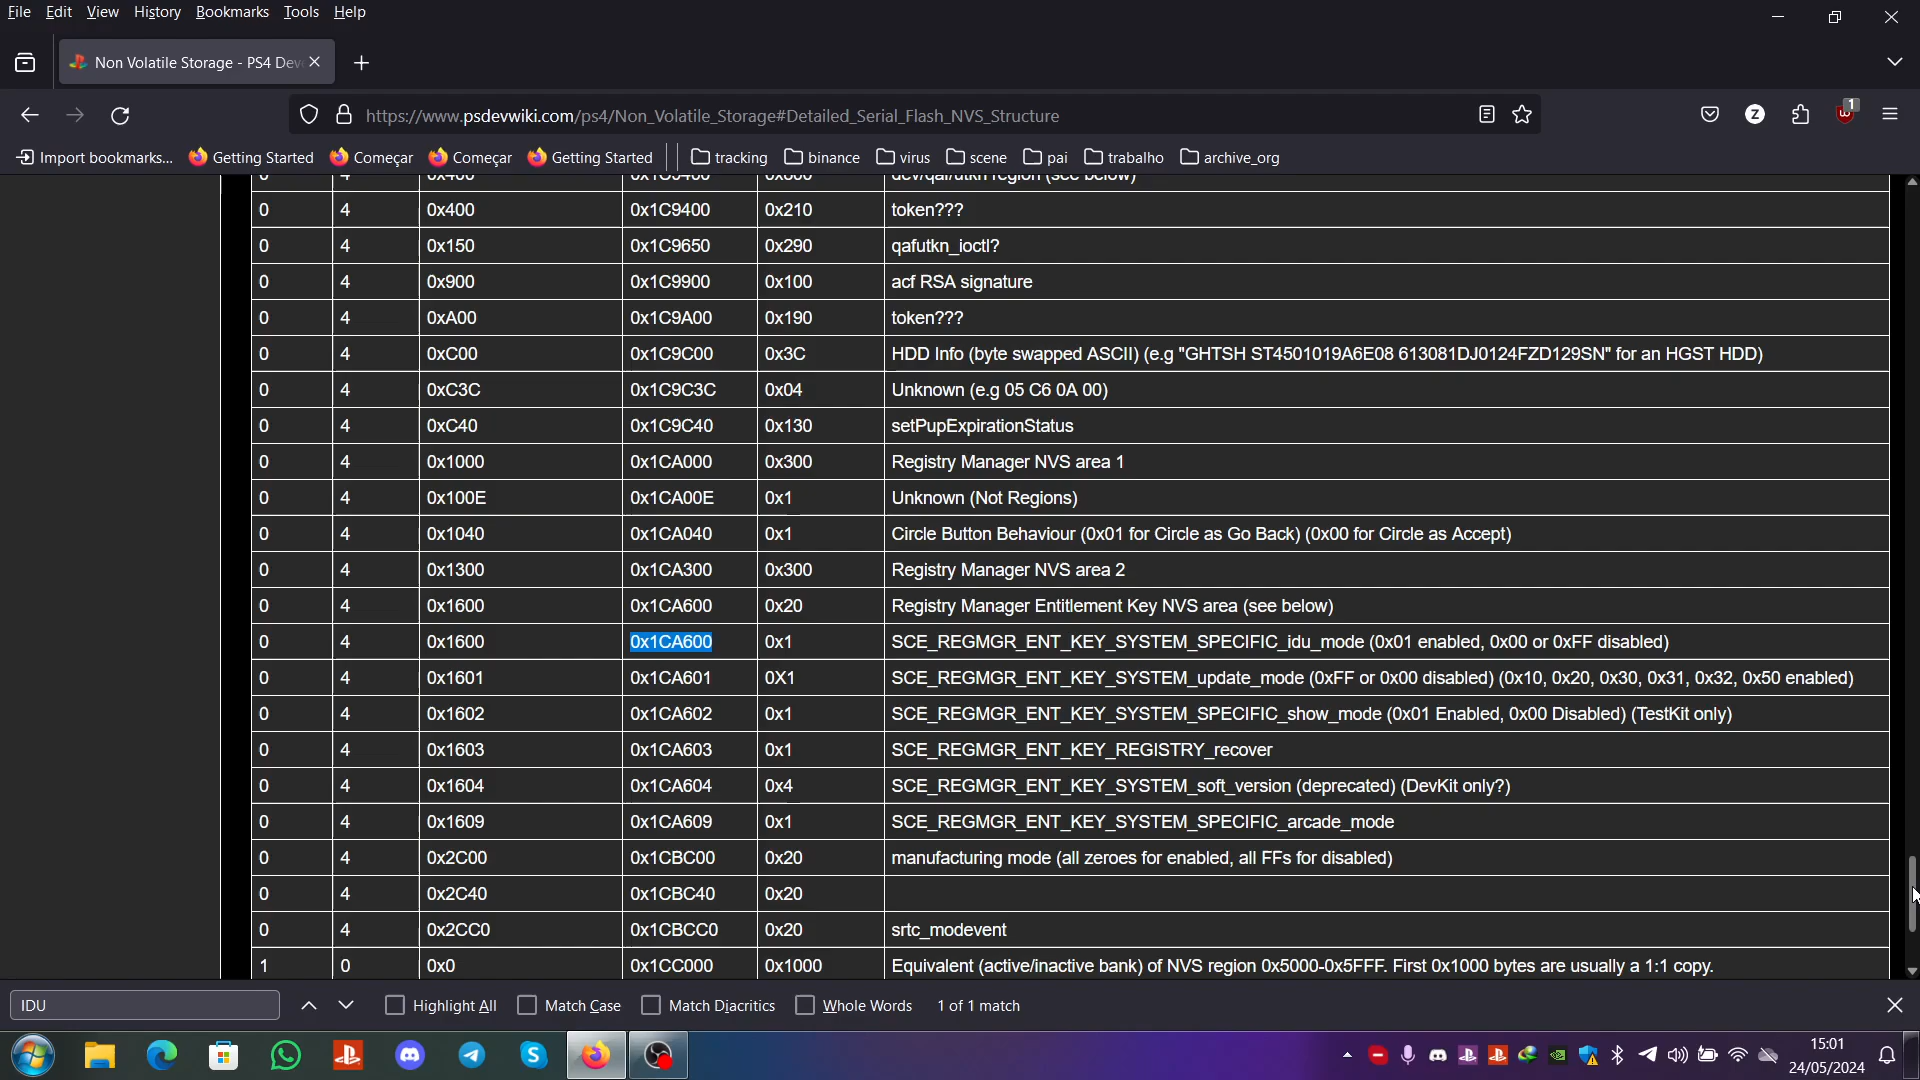 File Edit View History Bookmarks Tools Help
Non Volatile Storage - PS4 Dev
https://www.psdevwiki.com/ps4/Non_Volatile_Storage#Detailed_Serial_Flash_NVS_Structure
Z 1
Import bookmarks... Getting Started Começar Começar Getting Started tracking binance virus scene pai trabalho archive_org
0 4 0x400 0x1C9400 0x800 dev/qaf/utkn region (see below)
0 4 0x400 0x1C9400 0x210 token???
0 4 0x150 0x1C9650 0x290 qafutkn_ioctl?
0 4 0x900 0x1C9900 0x100 acf RSA signature
0 4 0xA00 0x1C9A00 0x190 token???
0 4 0xC00 0x1C9C00 0x3C HDD Info (byte swapped ASCII) (e.g "GHTSH ST4501019A6E08 613081DJ0124FZD129SN" for an HGST HDD)
0 4 0xC3C 0x1C9C3C 0x04 Unknown (e.g 05 C6 0A 00)
0 4 0xC40 0x1C9C40 0x130 setPupExpirationStatus
0 4 0x1000 0x1CA000 0x300 Registry Manager NVS area 1
0 4 0x100E 0x1CA00E 0x1 Unknown (Not Regions)
0 4 0x1040 0x1CA040 0x1 Circle Button Behaviour (0x01 for Circle as Go Back) (0x00 for Circle as Accept)
0 4 0x1300 0x1CA300 0x300 Registry Manager NVS area 2
0 4 0x1600 0x1CA600 0x20 Registry Manager Entitlement Key NVS area (see below)
0 4 0x1600 0x1CA600 0x1 SCE_REGMGR_ENT_KEY_SYSTEM_SPECIFIC_idu_mode (0x01 enabled, 0x00 or 0xFF disabled)
0 4 0x1601 0x1CA601 0X1 SCE_REGMGR_ENT_KEY_SYSTEM_update_mode (0xFF or 0x00 disabled) (0x10, 0x20, 0x30, 0x31, 0x32, 0x50 enabled)
0 4 0x1602 0x1CA602 0x1 SCE_REGMGR_ENT_KEY_SYSTEM_SPECIFIC_show_mode (0x01 Enabled, 0x00 Disabled) (TestKit only)
0 4 0x1603 0x1CA603 0x1 SCE_REGMGR_ENT_KEY_REGISTRY_recover
0 4 0x1604 0x1CA604 0x4 SCE_REGMGR_ENT_KEY_SYSTEM_soft_version (deprecated) (DevKit only?)
0 4 0x1609 0x1CA609 0x1 SCE_REGMGR_ENT_KEY_SYSTEM_SPECIFIC_arcade_mode
0 4 0x2C00 0x1CBC00 0x20 manufacturing mode (all zeroes for enabled, all FFs for disabled)
0 4 0x2C40 0x1CBC40 0x20
0 4 0x2CC0 0x1CBCC0 0x20 srtc_modevent
1 0 0x0 0x1CC000 0x1000 Equivalent (active/inactive bank) of NVS region 0x5000-0x5FFF. First 0x1000 bytes are usually a 1:1 copy.
IDU Highlight All Match Case Match Diacritics Whole Words 1 of 1 match
15:01
24/05/2024